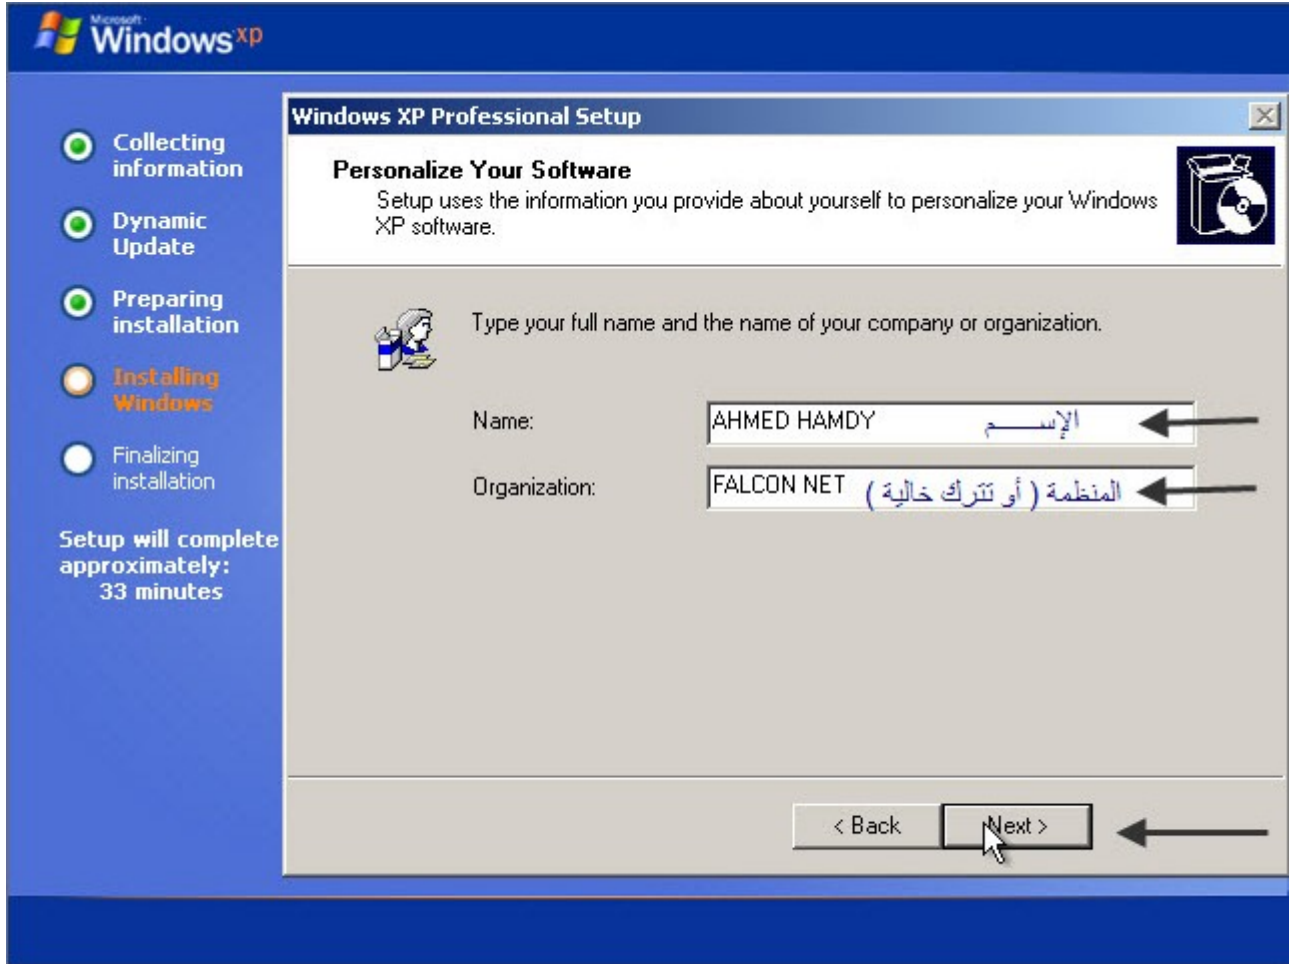 Microsoft
Windows xp
Collecting
information
Dynamic
Update
Preparing
installation
Installing
Windows
Finalizing
installation
Setup will complete
approximately:
33 minutes
Windows XP Professional Setup
Personalize Your Software
Setup uses the information you provide about yourself to personalize your Windows
XP software.
Type your full name and the name of your company or organization.
Name: AHMED HAMDY الإســـم
Organization: FALCON NET المنظمة ( أو تترك خالية )
< Back Next >